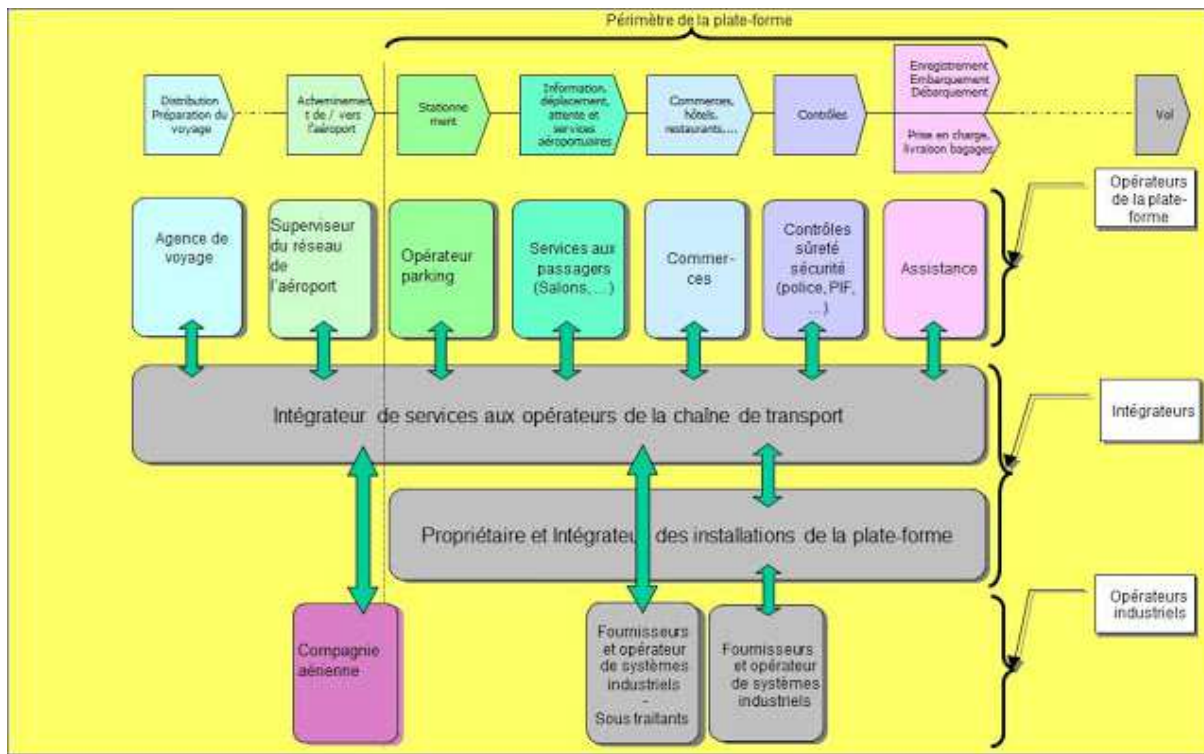 Périmètre de la plate-forme
Distribution
Préparation du
voyage
Acheminemen
t de / vers
l'aéroport
Stationne
ment
Information,
déplacement,
attente et
services
aéroportuaires
Commerces,
hôtels,
restaurants,...
Contrôles
Enregistrement
Embarquement
Débarquement
Prise en charge,
livraison bagages
Vol
Opérateurs
de la plate-
forme
Agence de
voyage
Superviseur
du réseau
de
l'aéroport
Opérateur
parking
Services aux
passagers
(Salons, ...)
Commer-
ces
Contrôles
sûreté
sécurité
(police, PIF,
...)
Assistance
Intégrateur de services aux opérateurs de la chaîne de transport
Intégrateurs
Propriétaire et Intégrateur des installations de la plate-forme
Opérateurs
industriels
Compagnie
aérienne
Fournisseurs
et opérateur
de systèmes
industriels
-
Sous traitants
Fournisseurs
et opérateur
de systèmes
industriels